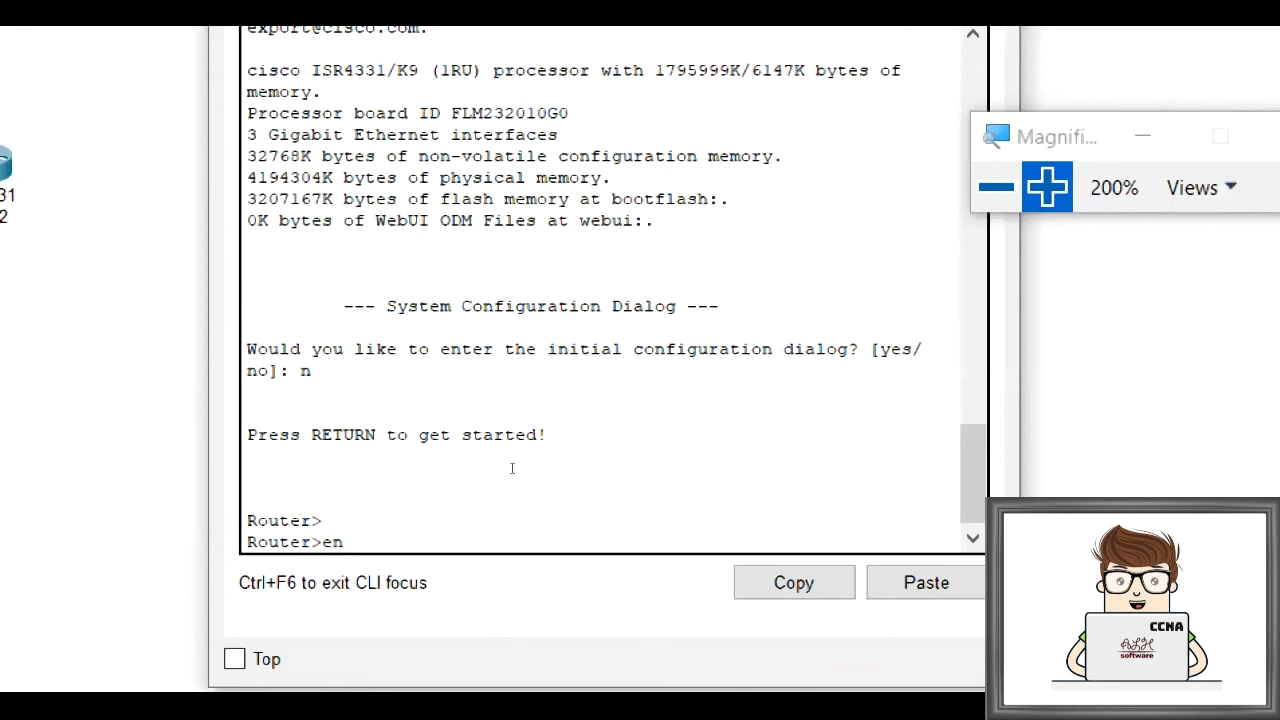 export@cisco.com.
cisco ISR4331/K9 (1RU) processor with 1795999K/6147K bytes of
memory.
Processor board ID FLM232010G0
3 Gigabit Ethernet interfaces
32768K bytes of non-volatile configuration memory.
4194304K bytes of physical memory.
3207167K bytes of flash memory at bootflash:.
0K bytes of WebUI ODM Files at webui:.
--- System Configuration Dialog ---
Would you like to enter the initial configuration dialog? [yes/
no]: n
Press RETURN to get started!
Router>
Router>en
Ctrl+F6 to exit CLI focus
Copy
Paste
Top
31
2
Magnifi...
200%
Views
CCNA
software